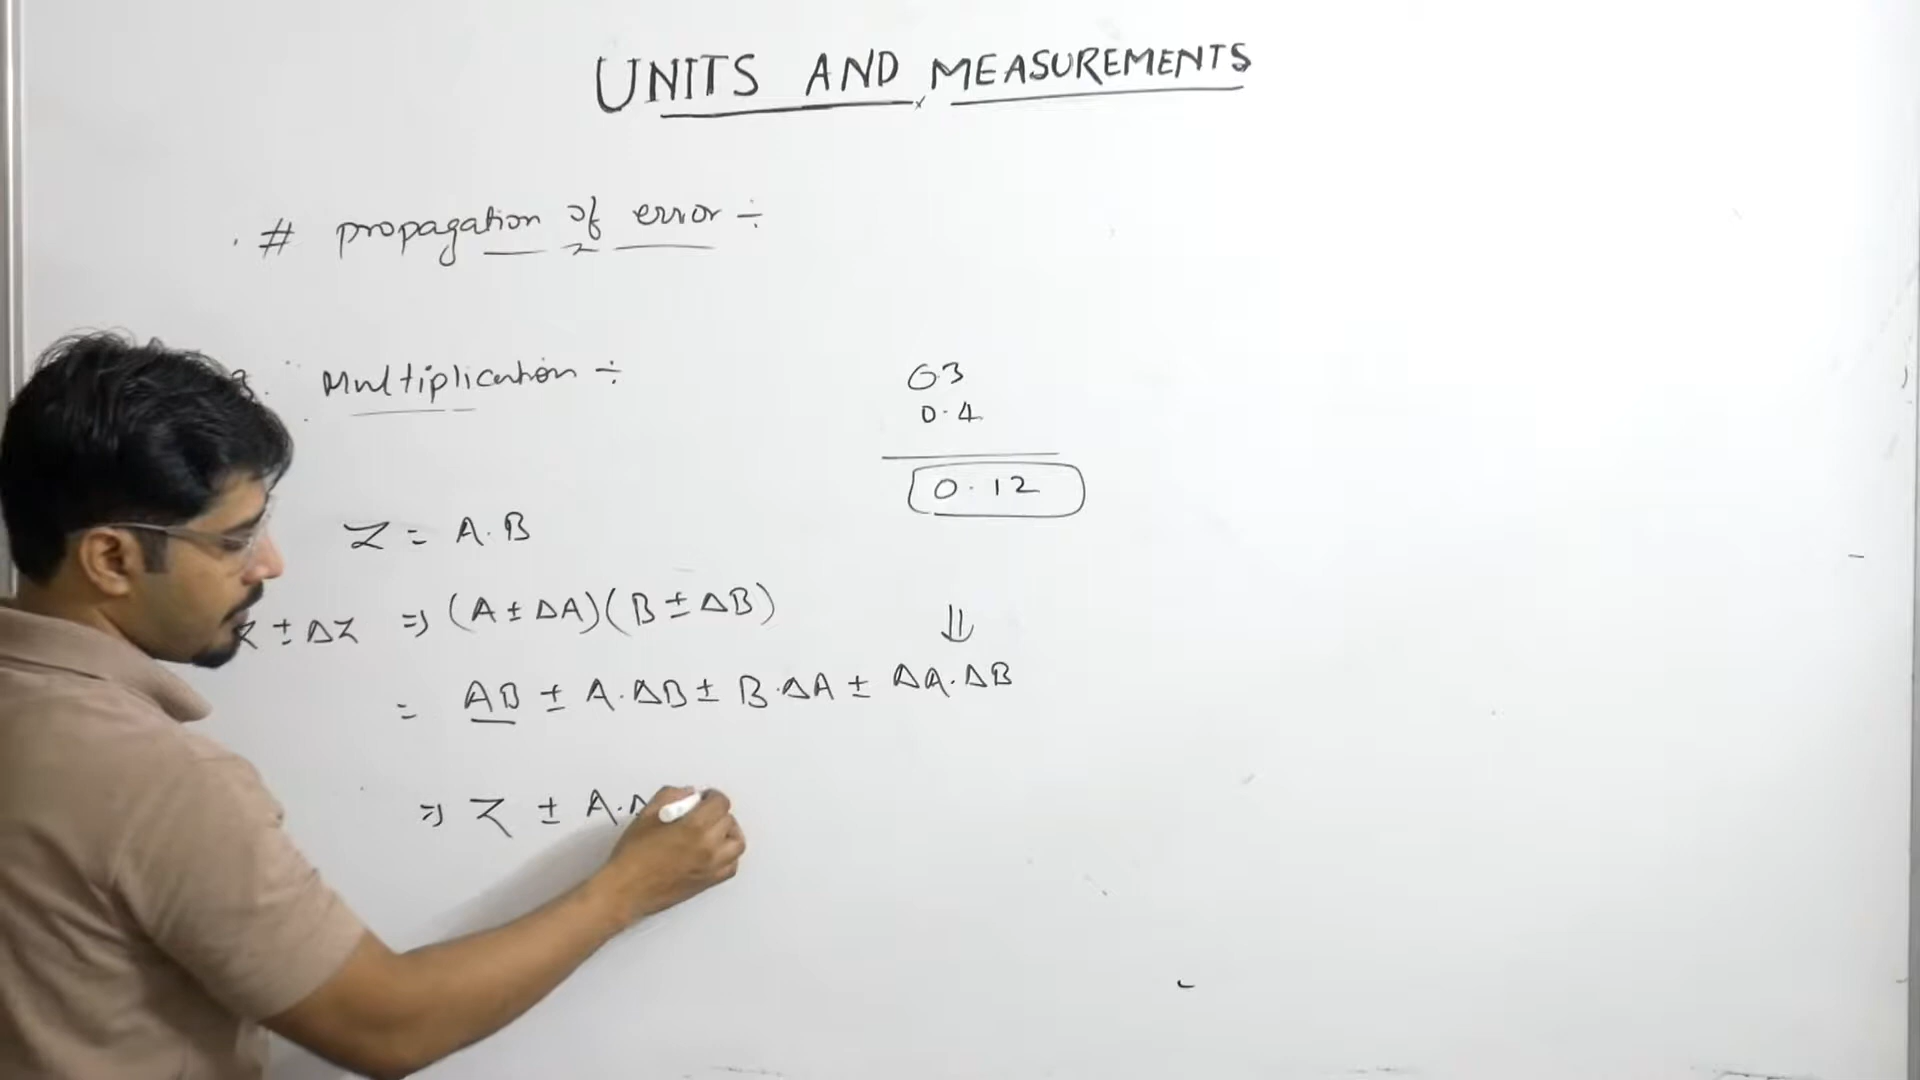 UNITS AND MEASUREMENTS
# propagation of error ÷
Multiplication ÷
0.3
0.4
0.12
Z = A.B
Z ± ΔZ ⇒ (A ± ΔA)(B ± ΔB)
= AB ± A.ΔB ± B.ΔA ± ΔA.ΔB
⇒ Z ± A.Δ